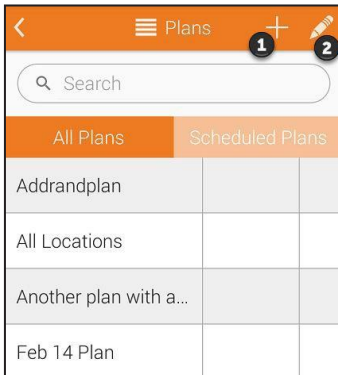 Plans
1
2
Search
All Plans Scheduled Plans
Addrandplan
All Locations
Another plan with a...
Feb 14 Plan